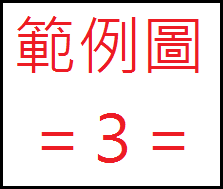 範例圖
= 3 =